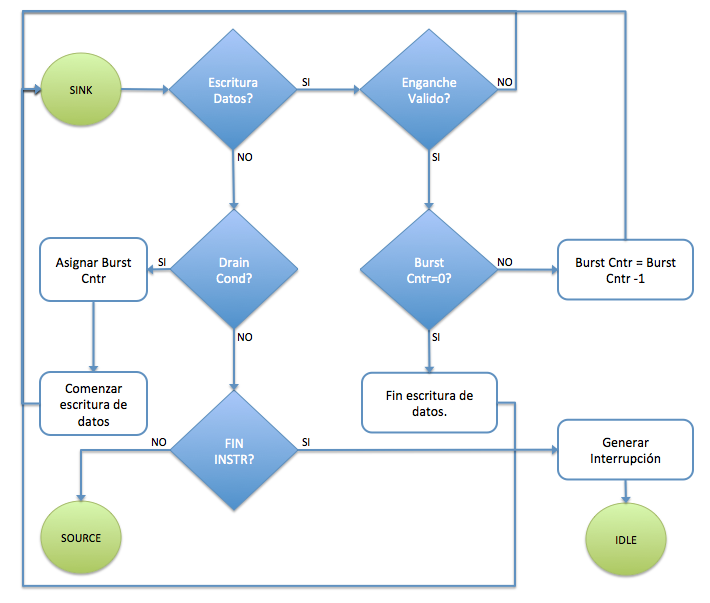 SINK
Escritura
Datos?
SI
Enganche
Valido?
NO
NO
SI
Asignar Burst
Cntr
SI
Drain
Cond?
Burst
Cntr=0?
NO
Burst Cntr = Burst
Cntr -1
NO
SI
Comenzar
escritura de
datos
Fin escritura de
datos.
NO
FIN
INSTR?
SI
Generar
Interrupción
SOURCE
IDLE